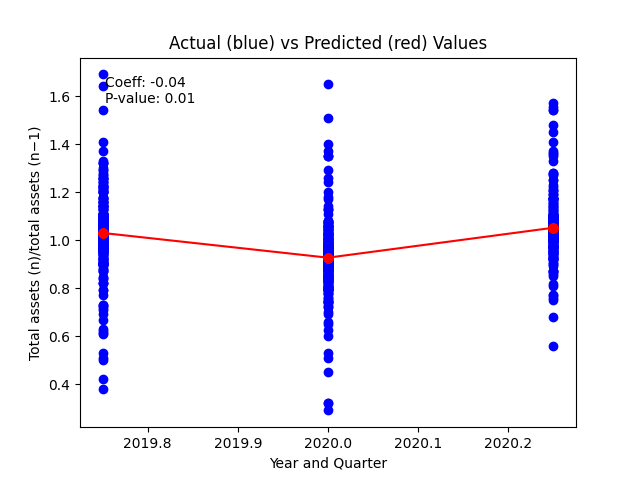 Actual (blue) vs Predicted (red) Values
Coeff: -0.04
P-value: 0.01
Total assets (n)/total assets (n−1)
1.6
1.4
1.2
1.0
0.8
0.6
0.4
2019.8 2019.9 2020.0 2020.1 2020.2
Year and Quarter